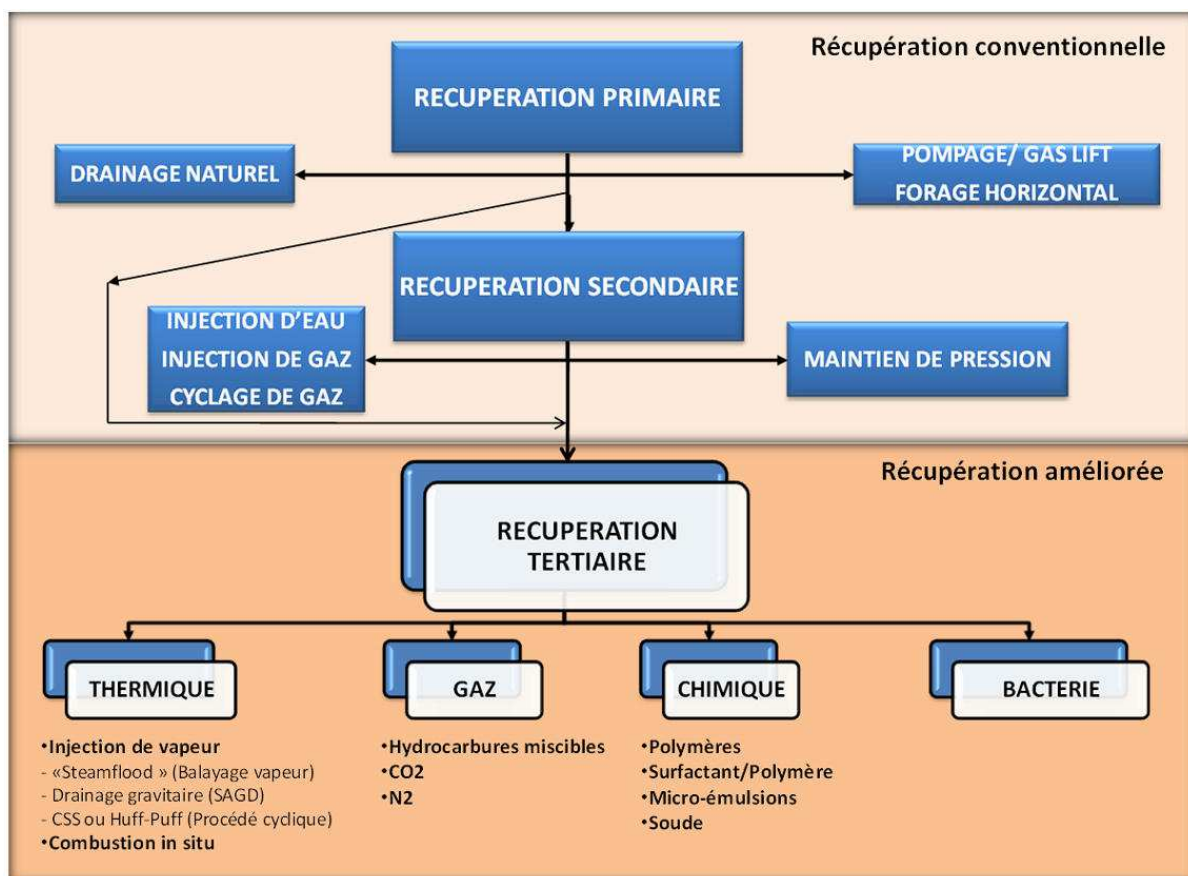 Récupération conventionnelle
RECUPERATION PRIMAIRE
DRAINAGE NATUREL
POMPAGE/ GAS LIFT
FORAGE HORIZONTAL
RECUPERATION SECONDAIRE
INJECTION D’EAU
INJECTION DE GAZ
CYCLAGE DE GAZ
MAINTIEN DE PRESSION
Récupération améliorée
RECUPERATION
TERTIAIRE
THERMIQUE
•Injection de vapeur
- «Steamflood » (Balayage vapeur)
- Drainage gravitaire (SAGD)
- CSS ou Huff-Puff (Procédé cyclique)
•Combustion in situ
GAZ
•Hydrocarbures miscibles
•CO2
•N2
CHIMIQUE
•Polymères
•Surfactant/Polymère
•Micro-émulsions
•Soude
BACTERIE